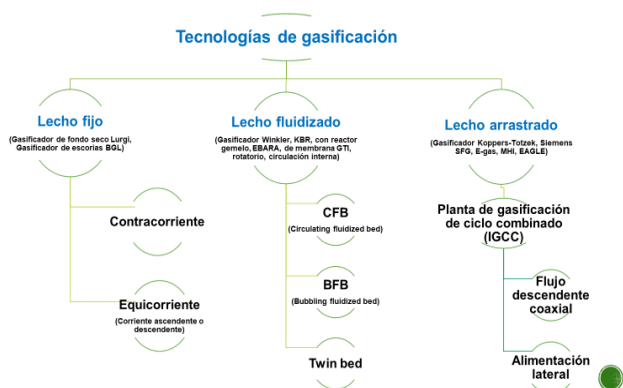 Tecnologías de gasificación
Lecho fijo
(Gasificador de fondo seco Lurgi,
Gasificador de escorias BGL)
Contracorriente
Equicorriente
(Corriente ascendente o
descendente)
Lecho fluidizado
(Gasificador Winkler, KBR, con reactor
gemelo, EBARA, de membrana GTI,
rotatorio, circulación interna)
CFB
(Circulating fluidized bed)
BFB
(Bubbling fluidized bed)
Twin bed
Lecho arrastrado
(Gasificador Koppers-Totzek, Siemens
SFG, E-gas, MHi, EAGLE)
Planta de gasificación
de ciclo combinado
(IGCC)
Flujo
descendente
coaxial
Alimentación
lateral